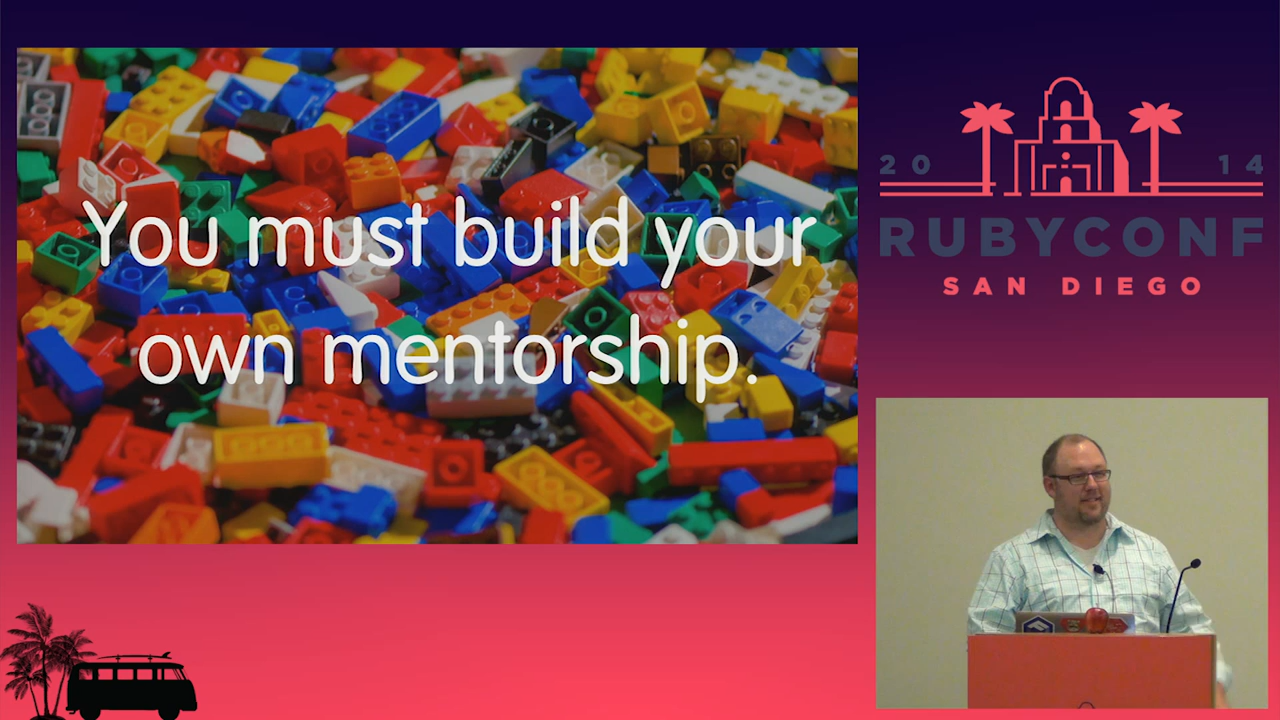 You must build your
own mentorship.
20 14
RUBYCONF
SAN DIEGO